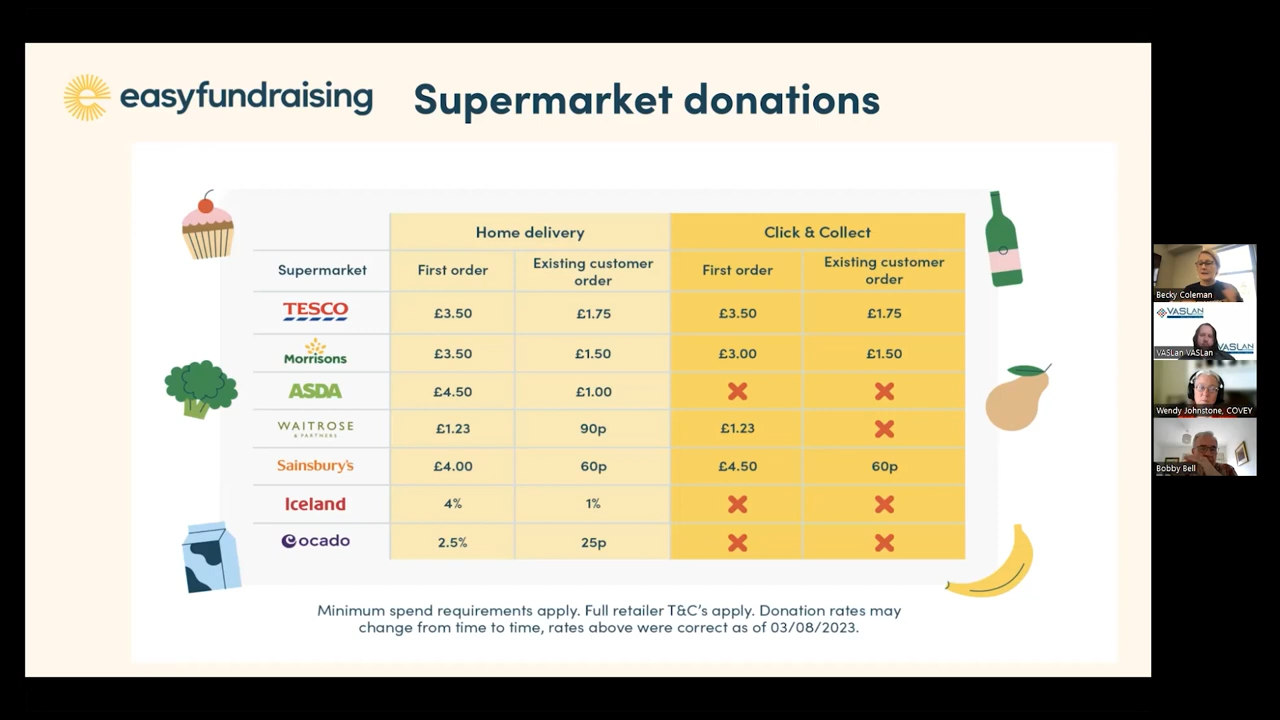 easyfundraising Supermarket donations
Home delivery Click & Collect
Supermarket First order Existing customer order First order Existing customer order
TESCO £3.50 £1.75 £3.50 £1.75
Morrisons £3.50 £1.50 £3.00 £1.50
ASDA £4.50 £1.00
WAITROSE & PARTNERS £1.23 90p £1.23
Sainsbury's £4.00 60p £4.50 60p
Iceland 4% 1%
ocado 2.5% 25p
Minimum spend requirements apply. Full retailer T&C's apply. Donation rates may
change from time to time, rates above were correct as of 03/08/2023.
Becky Coleman
VASLAN
VASLAN
VASLan VASLan
Wendy Johnstone, COVEY
Bobby Bell